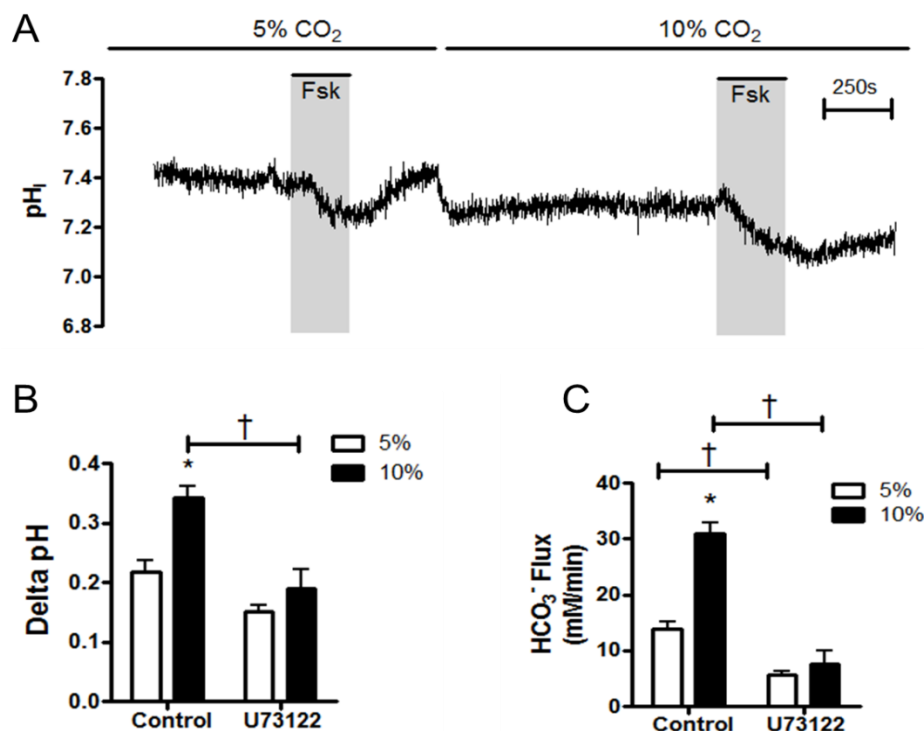 A
5% CO₂
10% CO₂
7.8
7.6
7.4
7.2
7.0
6.8
pHᵢ
Fsk
Fsk
250s
B
†
5%
10%
*
0.4
0.3
0.2
0.1
0.0
Delta pH
Control
U73122
C
†
†
5%
10%
*
40
30
20
10
0
HCO₃⁻ Flux
(mM/min)
Control
U73122